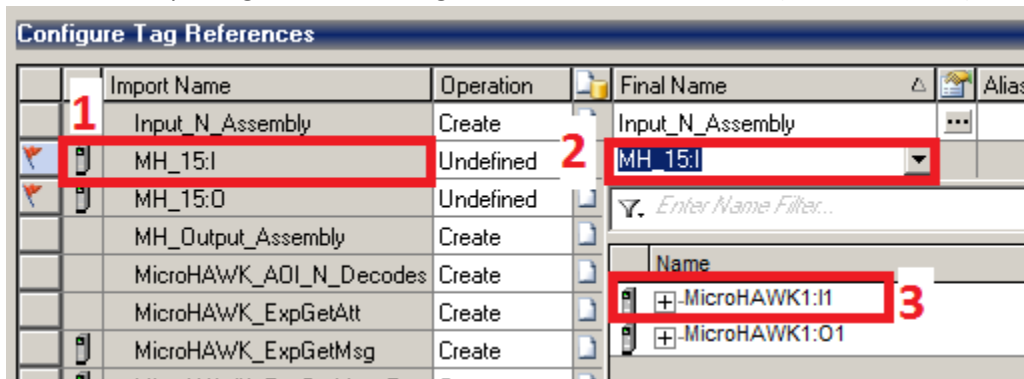 Configure Tag References
Import Name Operation Final Name Alias
1 Input_N_Assembly Create Input_N_Assembly ...
MH_15:I Undefined 2 MH_15:I
MH_15:O Undefined Enter Name Filter...
MH_Output_Assembly Create
Name
MicroHAWK_AOI_N_Decodes Create MicroHAWK1:I1 3
MicroHAWK_ExpGetAtt Create MicroHAWK1:O1
MicroHAWK_ExpGetMsg Create